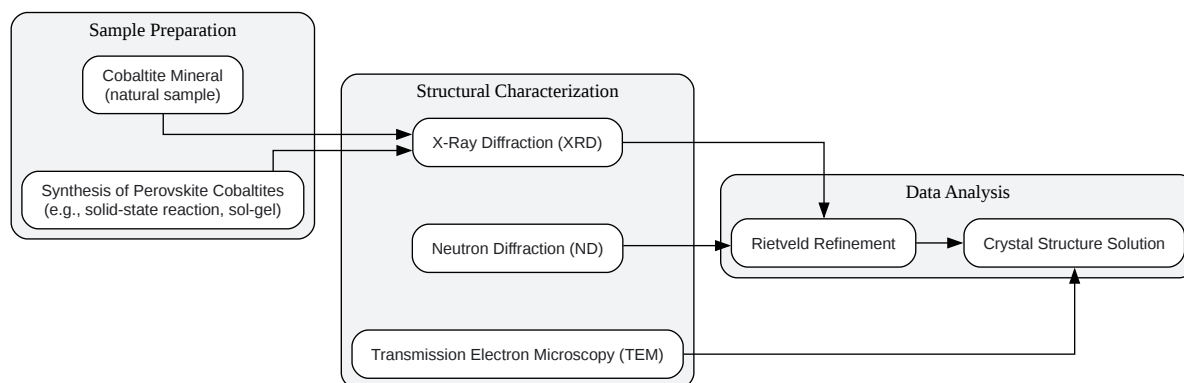 Sample Preparation
Cobaltite Mineral
(natural sample)
Synthesis of Perovskite Cobaltites
(e.g., solid-state reaction, sol-gel)
Structural Characterization
X-Ray Diffraction (XRD)
Neutron Diffraction (ND)
Transmission Electron Microscopy (TEM)
Data Analysis
Rietveld Refinement
Crystal Structure Solution